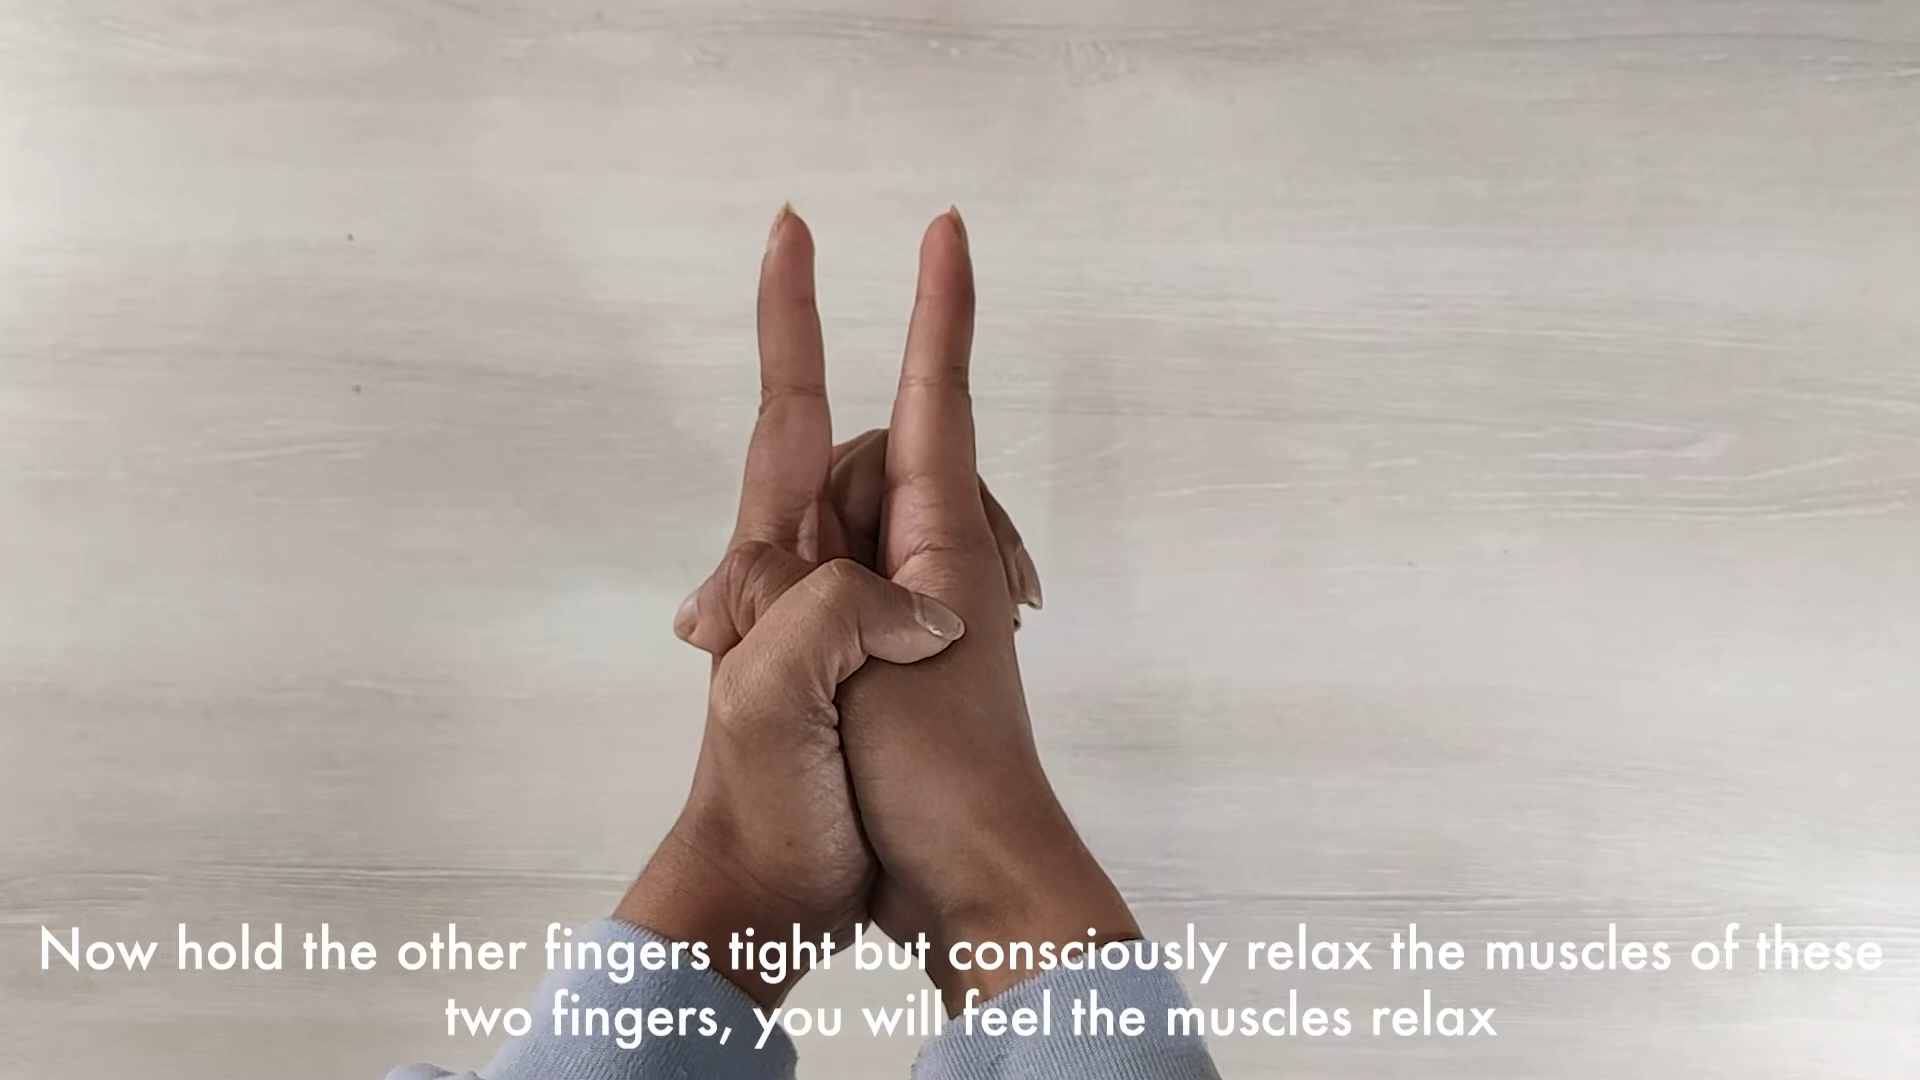 Now hold the other fingers tight but consciously relax the muscles of these
two fingers, you will feel the muscles relax